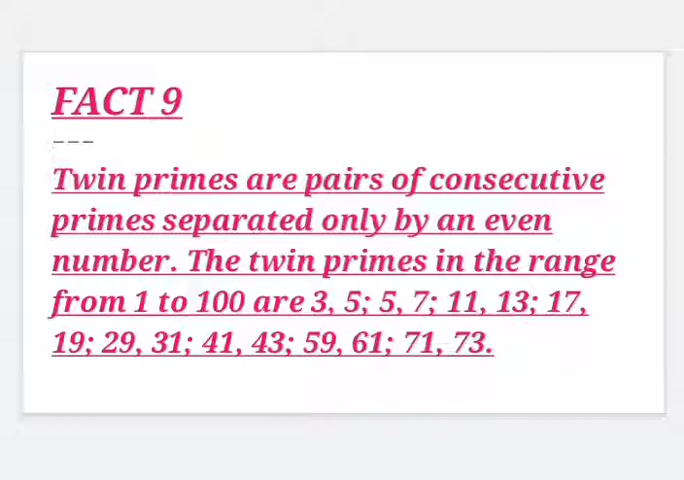 FACT 9
---
Twin primes are pairs of consecutive
primes separated only by an even
number. The twin primes in the range
from 1 to 100 are 3, 5; 5, 7; 11, 13; 17,
19; 29, 31; 41, 43; 59, 61; 71, 73.